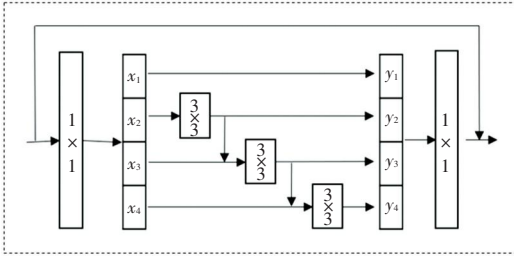 1
×
1
x₁
x₂
x₃
x₄
3
×
3
3
×
3
3
×
3
y₁
y₂
y₃
y₄
1
×
1